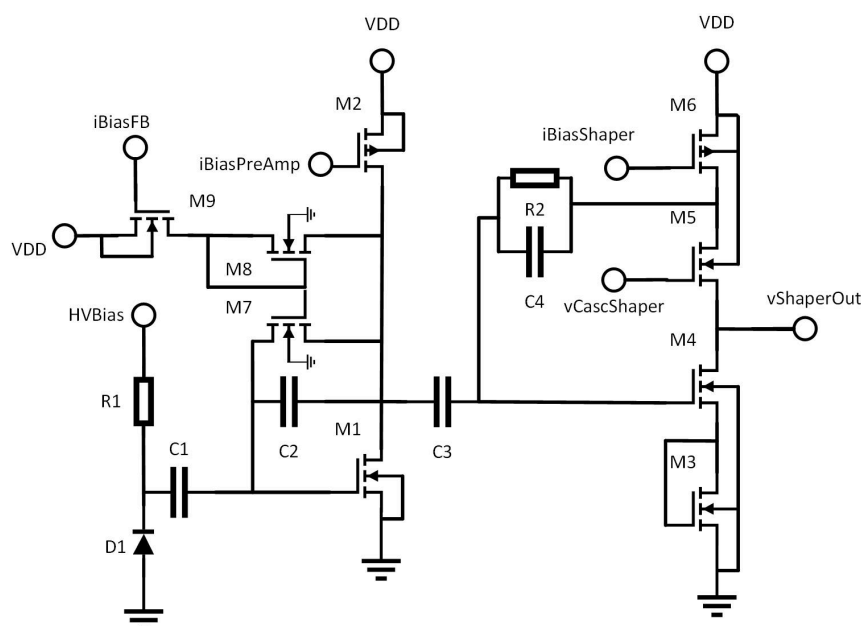 VDD
VDD
M2
M6
iBiasFB
iBiasPreAmp
iBiasShaper
M9
R2
M5
VDD
M8
C4
vCascShaper
vShaperOut
HVBias
M7
M4
R1
C2
M1
C3
C1
M3
D1